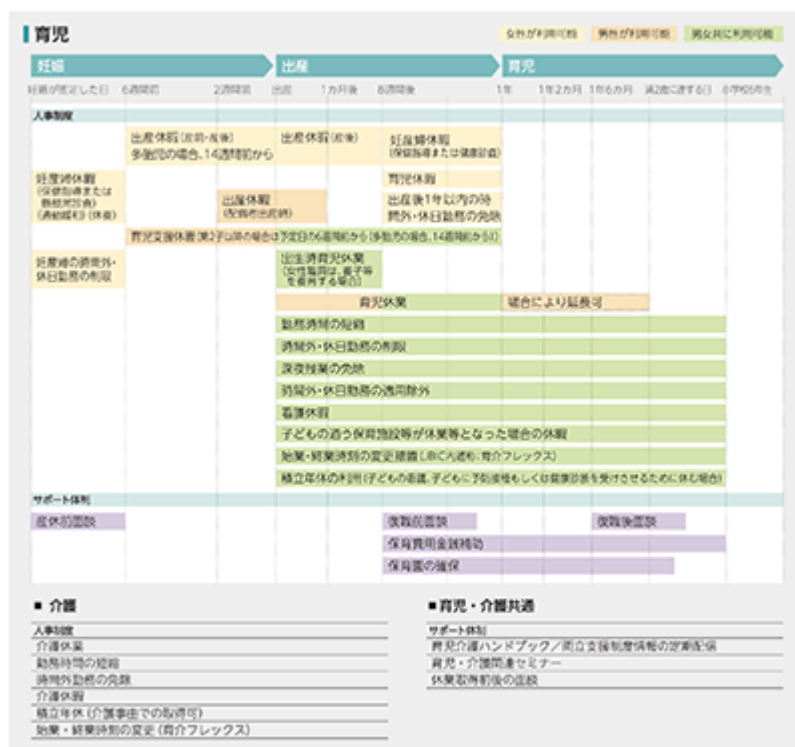 育児
女性が利用可能 男性が利用可能 男女共に利用可能
妊娠 出産 育児
妊娠が判定した日 6週間前 2週間前 出産 1カ月後 8週間後 1年 1年2カ月 1年6カ月 満2歳に達する日 小学校6年生
人事制度
出産休暇(産前・産後)
多胎児の場合、14週間前から
出産休暇(産後)
妊産婦休暇
(保健指導または健康診査)
妊産婦休暇
(保健指導または
健康診査)
(通勤緩和)(休憩)
育児休暇
出産休暇
(配偶者出産時)
出産後1年以内の時
間外・休日勤務の免除
育児支援休暇(第2子以降の場合は予定日の6週間前から(多胎児の場合、14週間前から))
妊産婦の時間外・
休日勤務の制限
出生時育児休業
(女性職員は、養子等
を養育する場合)
育児休業 場合により延長可
勤務時間の短縮
時間外・休日勤務の制限
深夜残業の免除
時間外・休日勤務の適用除外
看護休暇
子どもの通う保育施設等が休業等となった場合の休暇
始業・終業時刻の変更措置(JBIC内通称:育介フレックス)
積立年休の利用(子どもの看護、子どもに予防接種もしくは健康診断を受けさせるために休む場合)
サポート体制
産休前面談 復職前面談 復職後面談
保育費用金銭補助
保育園の確保
■ 介護
人事制度
介護休業
勤務時間の短縮
時間外勤務の免除
介護休暇
積立年休(介護事由での取得可)
始業・終業時刻の変更(育介フレックス)
■ 育児・介護共通
サポート体制
育児介護ハンドブック/両立支援制度情報の定期配信
育児・介護関連セミナー
休業取得前後の面談